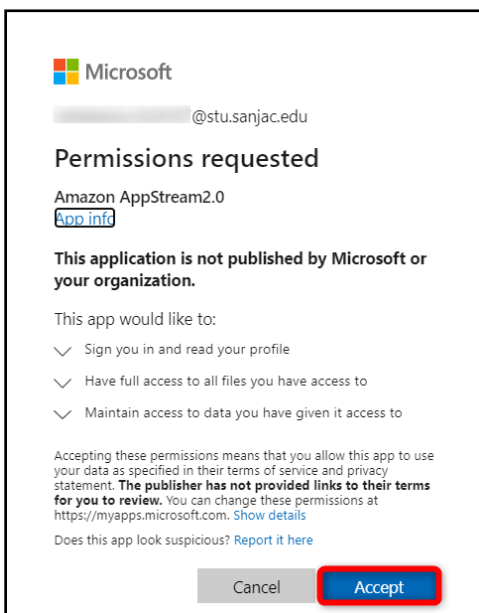 Microsoft
@stu.sanjac.edu
Permissions requested
Amazon AppStream2.0
App info
This application is not published by Microsoft or
your organization.
This app would like to:
Sign you in and read your profile
Have full access to all files you have access to
Maintain access to data you have given it access to
Accepting these permissions means that you allow this app to use
your data as specified in their terms of service and privacy
statement. The publisher has not provided links to their terms
for you to review. You can change these permissions at
https://myapps.microsoft.com. Show details
Does this app look suspicious? Report it here
Cancel Accept